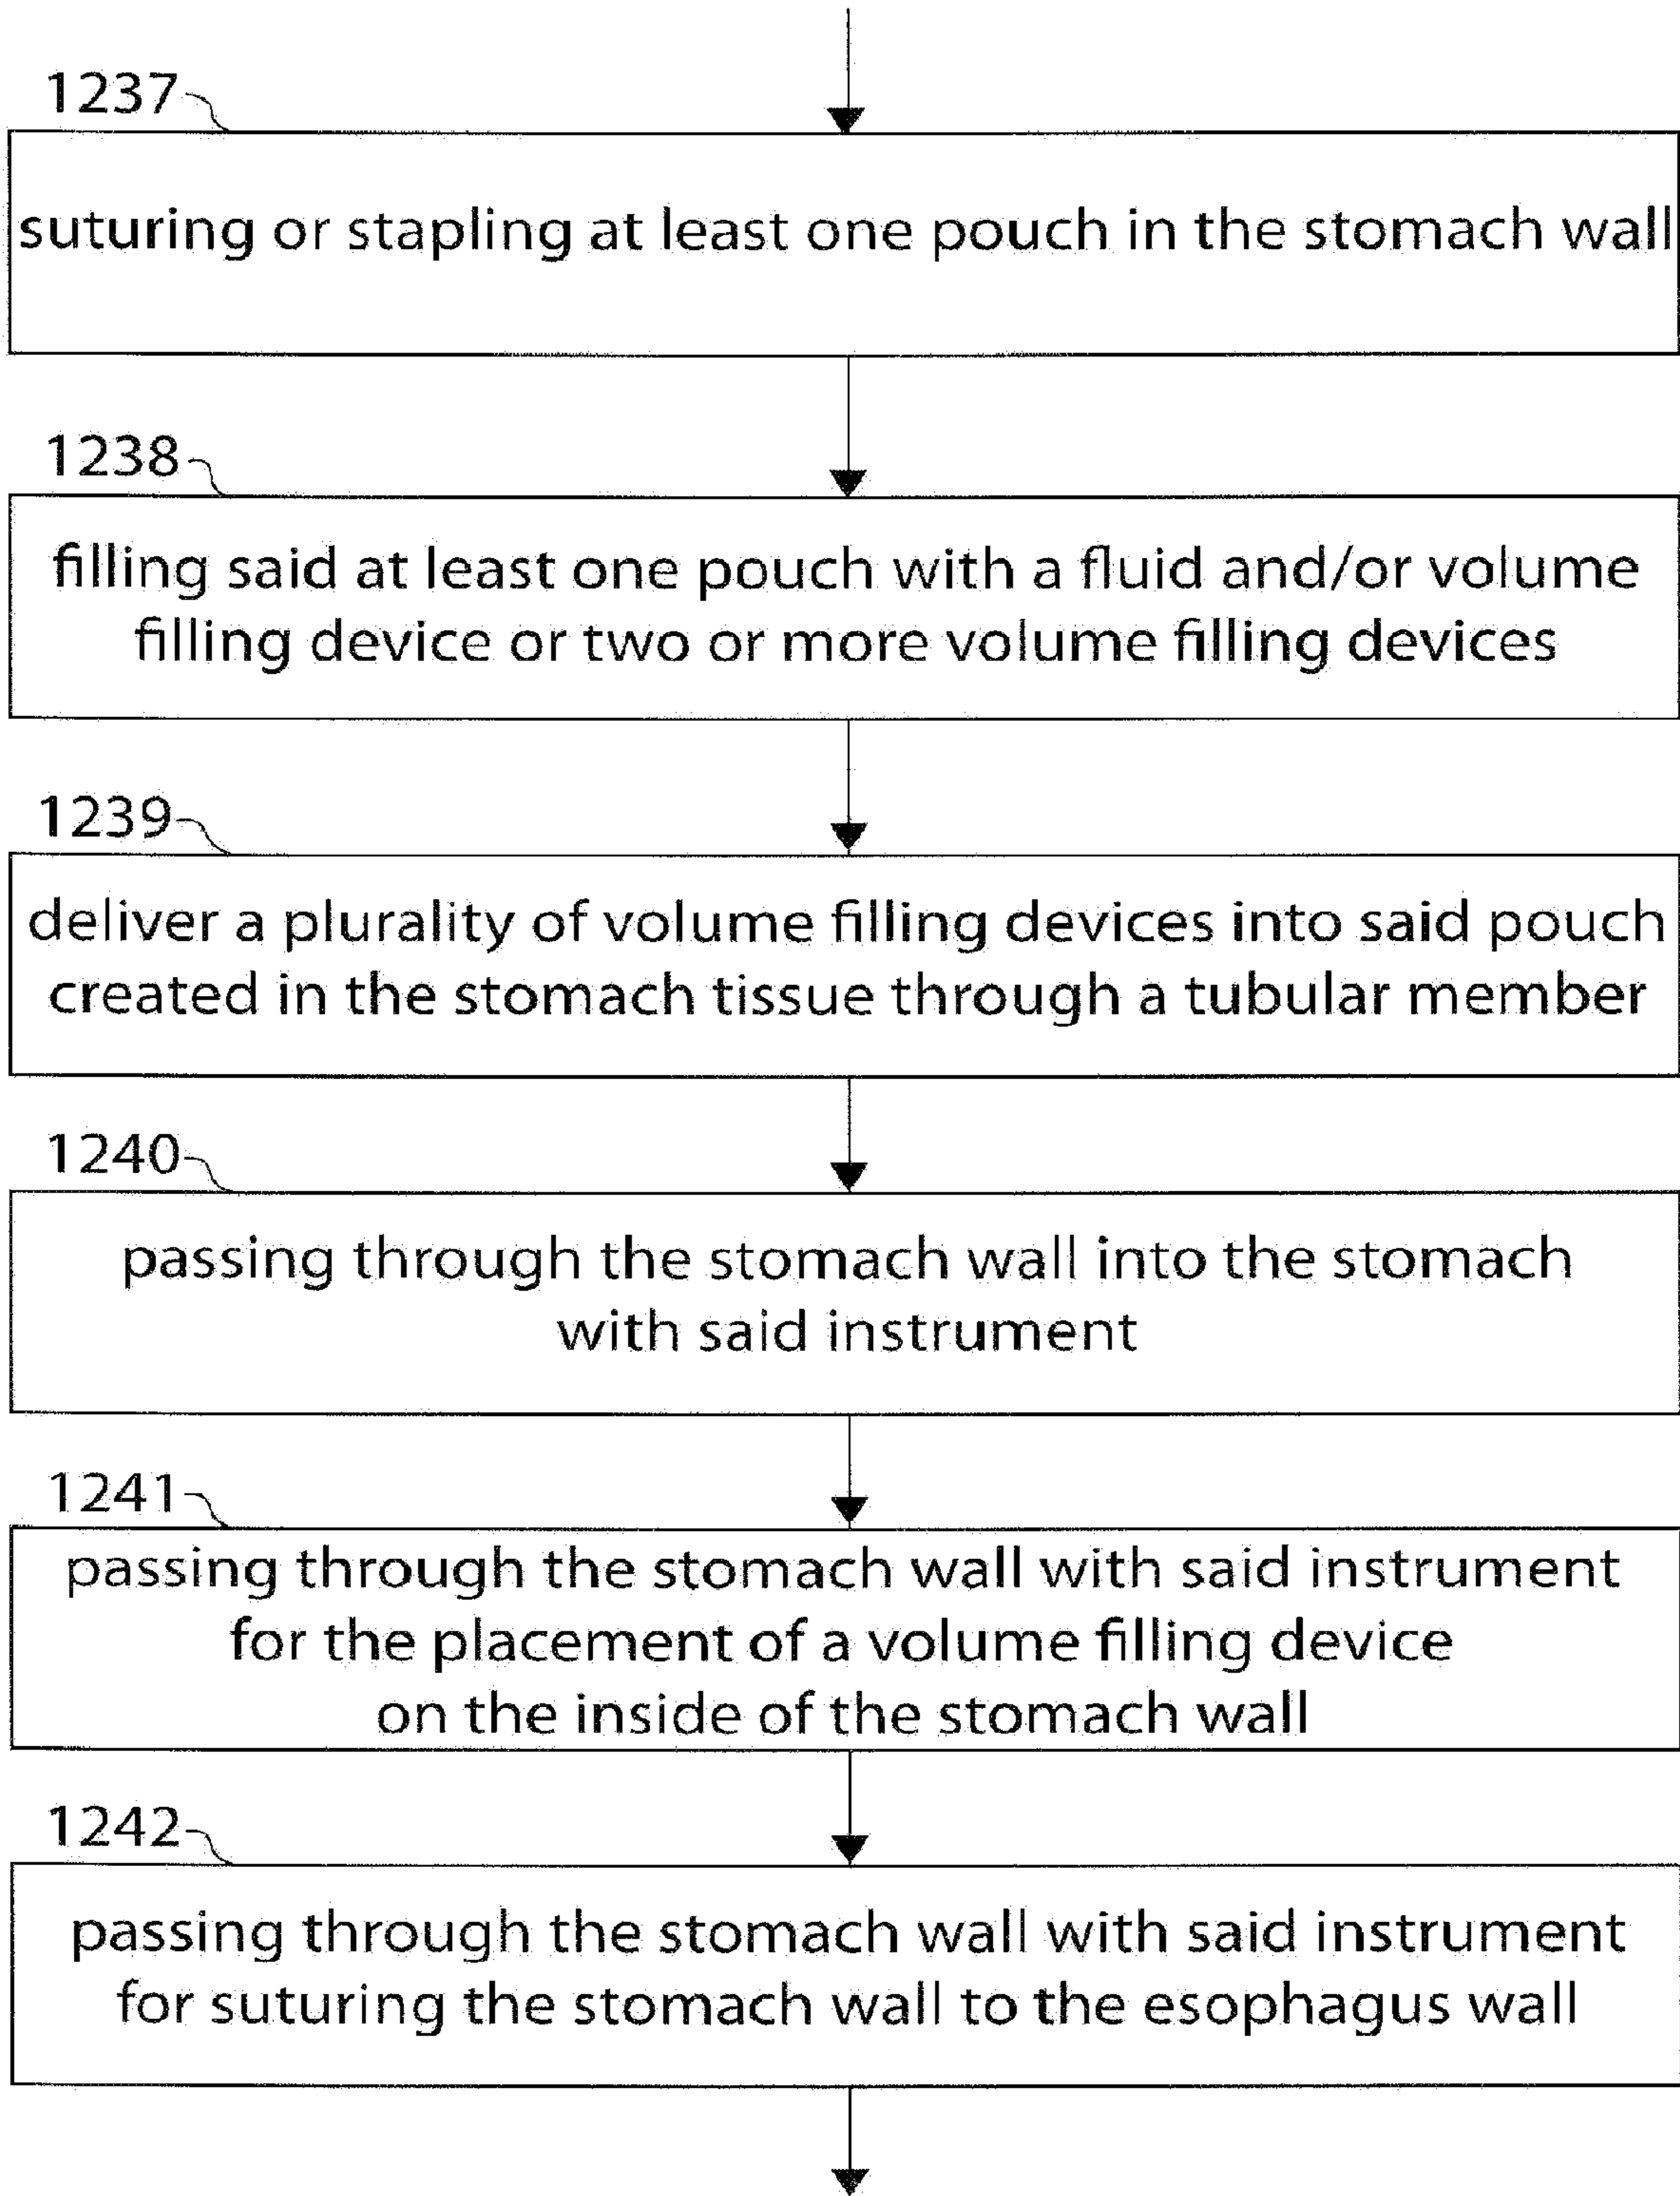 1237
suturing or stapling at least one pouch in the stomach wall
1238
filling said at least one pouch with a fluid and/or volume
filling device or two or more volume filling devices
1239
deliver a plurality of volume filling devices into said pouch
created in the stomach tissue through a tubular member
1240
passing through the stomach wall into the stomach
with said instrument
1241
passing through the stomach wall with said instrument
for the placement of a volume filling device
on the inside of the stomach wall
1242
passing through the stomach wall with said instrument
for suturing the stomach wall to the esophagus wall